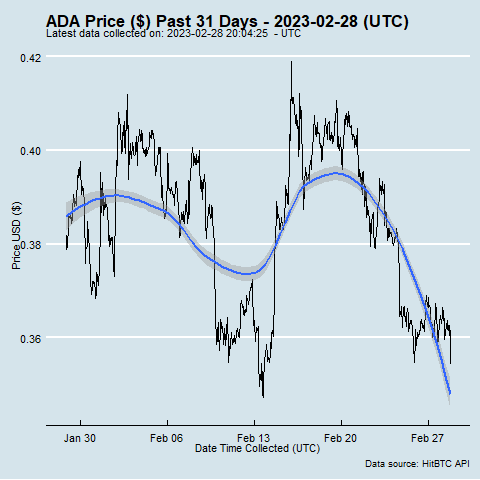 ADA Price ($) Past 31 Days - 2023-02-28 (UTC)
Latest data collected on: 2023-02-28 20:04:25 - UTC
0.42
0.40
0.38
0.36
Price USD ($)
Jan 30 Feb 06 Feb 13 Feb 20 Feb 27
Date Time Collected (UTC)
Data source: HitBTC API